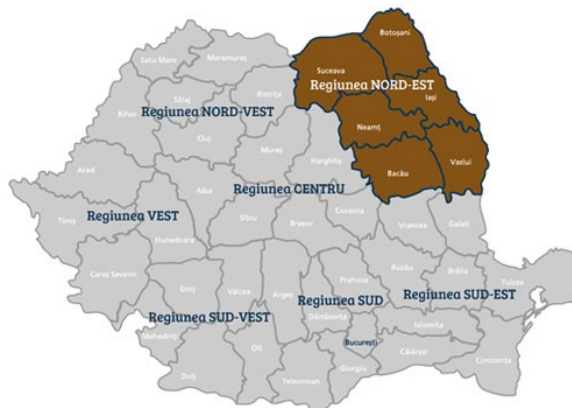 Botoșani
Satu Mare
Maramureș
Suceava
Regiunea NORD-EST
Sălaj
Bistrița
Iași
Bihor
Regiunea NORD-VEST
Neamț
Cluj
Mureș
Harghita
Vaslui
Bacău
Arad
Alba
Regiunea CENTRU
Timiș
Regiunea VEST
Sibiu
Brașov
Covasna
Vrancea
Galați
Hunedoara
Caraș Severin
Gorj
Vâlcea
Argeș
Prahova
Buzău
Brăila
Tulcea
Regiunea SUD
Regiunea SUD-EST
Regiunea SUD-VEST
Dâmbovița
Ialomița
Mehedinți
Olt
București
Călărași
Constanța
Dolj
Teleorman
Giurgiu